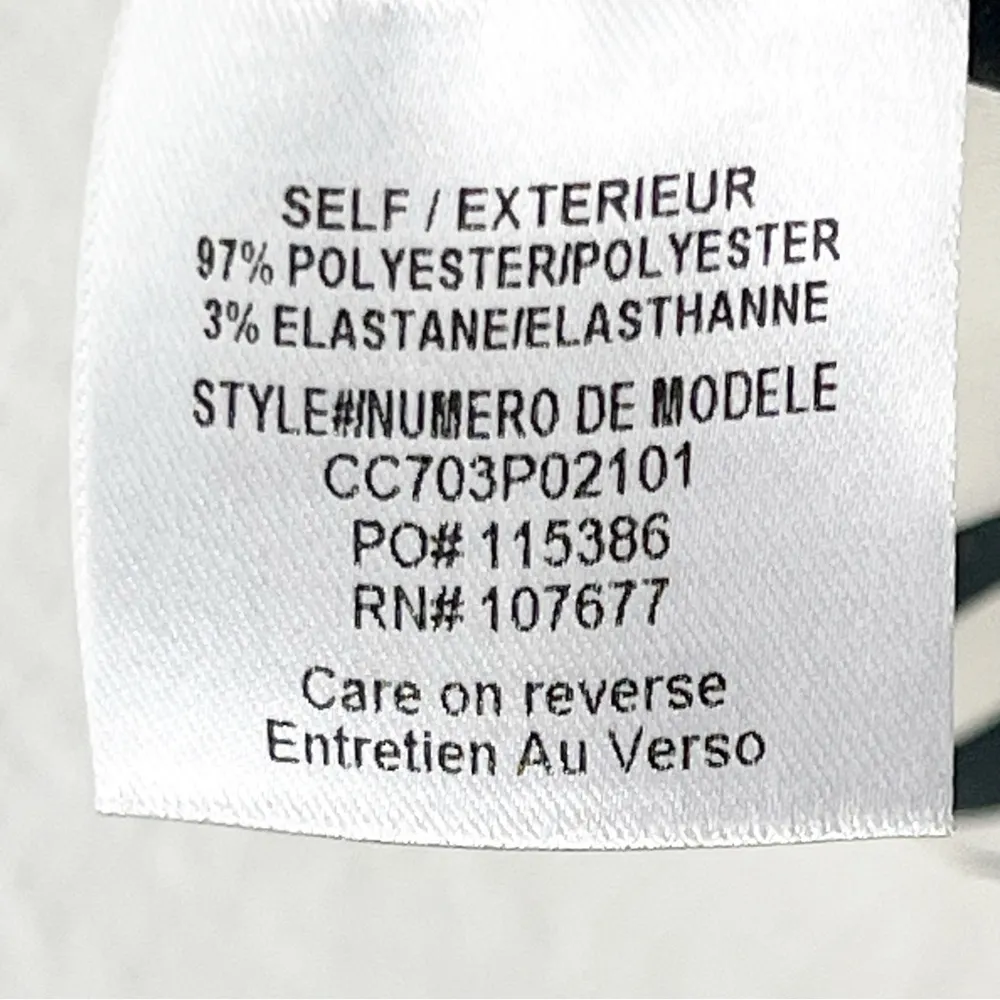 SELF / EXTERIEUR
97% POLYESTER/POLYESTER
3% ELASTANE/ELASTHANNE
STYLE#/NUMERO DE MODELE
CC703P02101
PO# 115386
RN# 107677
Care on reverse
Entretien Au Verso